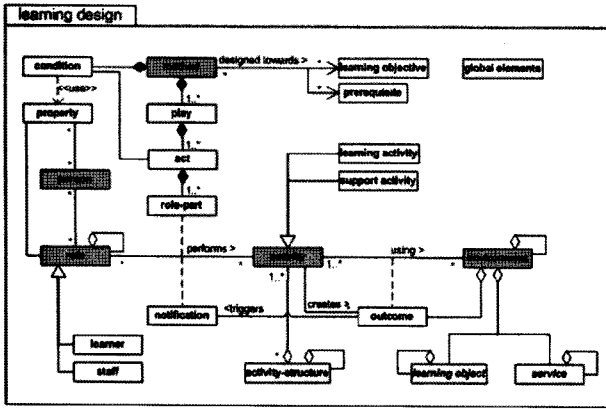 learning design
condition
designed towards >
*
*
learning objective
global elements
<<use>>
*
prerequisite
property
1..*
play
*
1..*
act
learning activity
support activity
*
1..*
role-part
*
*
performs >
using >
*
*
1..*
1..*
*
1..*
notification
<triggers
creates >
outcome
learner
staff
*
activity-structure
learning object
service